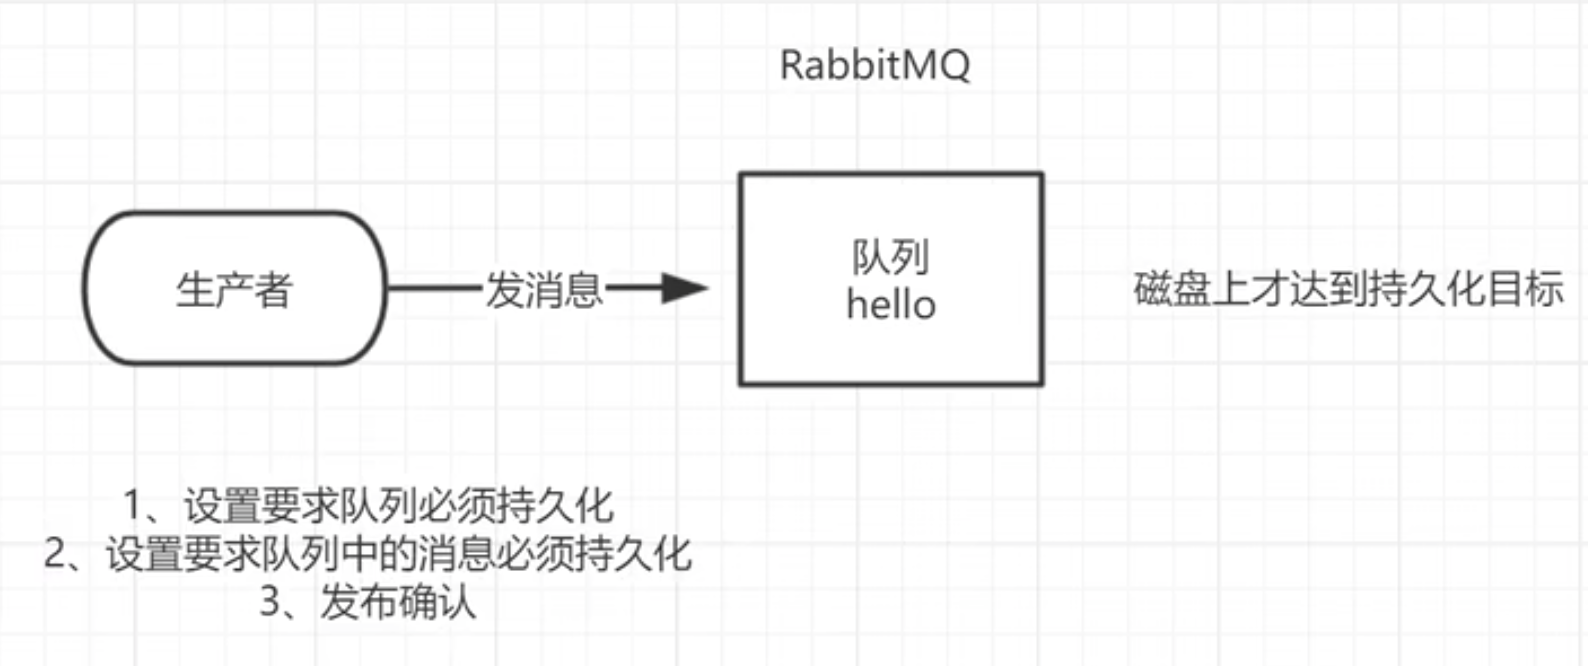 RabbitMQ
生产者
发消息
队列
hello
磁盘上才达到持久化目标
1、设置要求队列必须持久化
2、设置要求队列中的消息必须持久化
3、发布确认